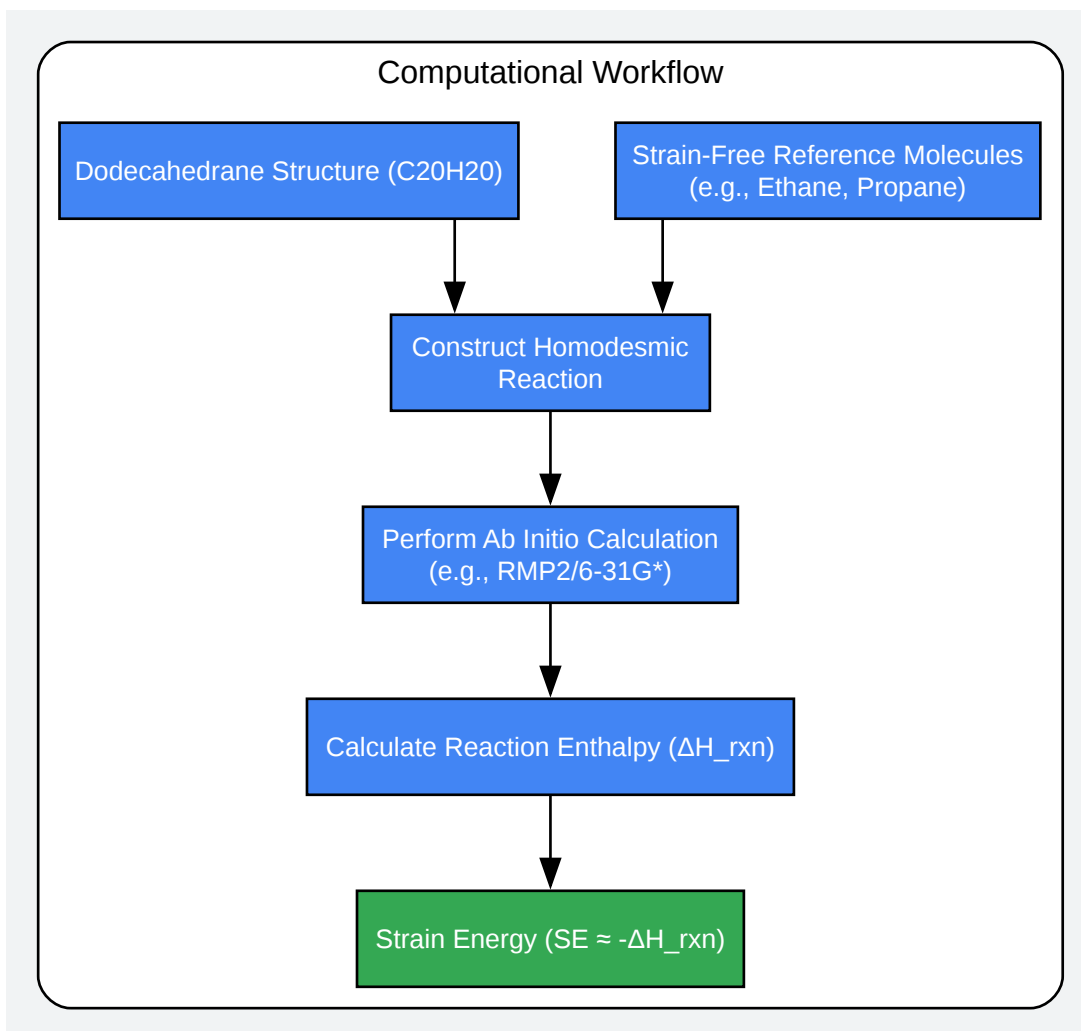 Computational Workflow
Dodecahedrane Structure (C20H20)
Strain-Free Reference Molecules
(e.g., Ethane, Propane)
Construct Homodesmic
Reaction
Perform Ab Initio Calculation
(e.g., RMP2/6-31G*)
Calculate Reaction Enthalpy (ΔH_rxn)
Strain Energy (SE ≈ -ΔH_rxn)